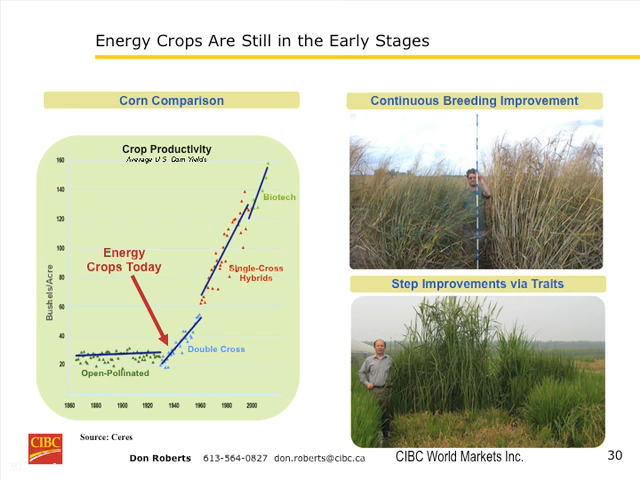 Energy Crops Are Still in the Early Stages
Corn Comparison
Continuous Breeding Improvement
Crop Productivity
Average U.S. Corn Yields
160
140
120
100
80
60
40
20
Bushels/Acre
Biotech
Energy
Crops Today
Single-Cross
Hybrids
Double Cross
Open-Pollinated
1860
1880
1900
1920
1940
1960
1980
2000
Step Improvements via Traits
Source: Ceres
CIBC
Don Roberts 613-564-0827 don.roberts@cibc.ca
CIBC World Markets Inc.
30